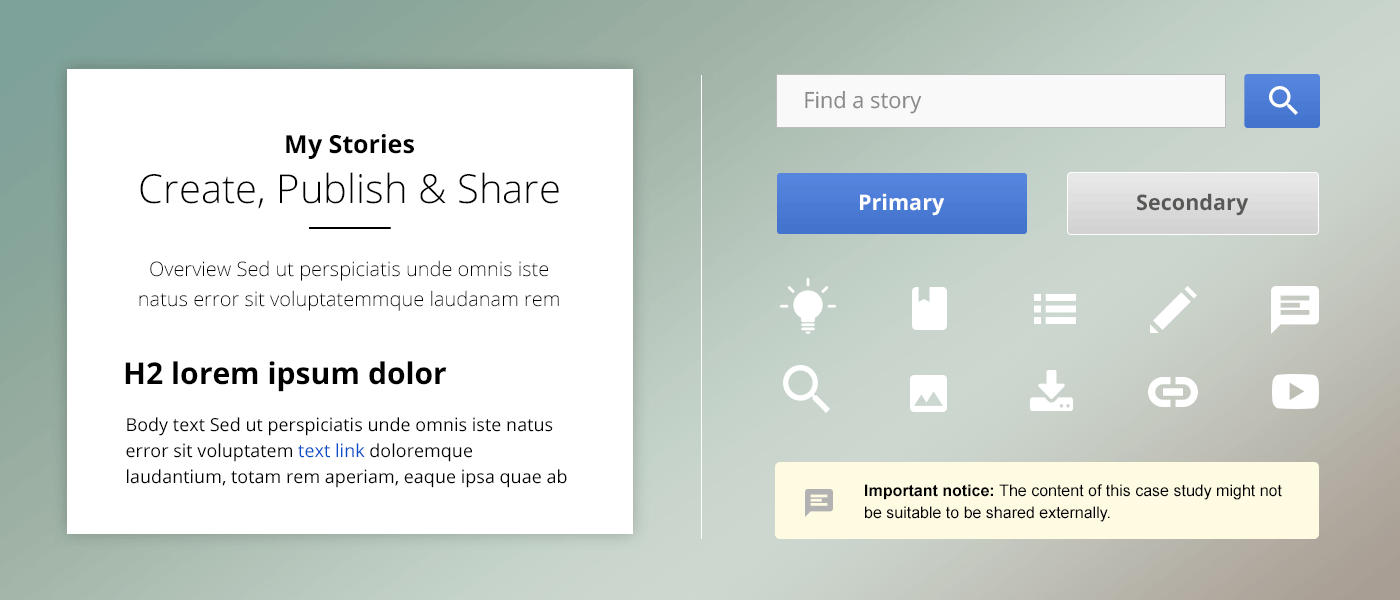 My Stories
Create, Publish & Share
Overview Sed ut perspiciatis unde omnis iste
natus error sit voluptatemmque laudanam rem
H2 lorem ipsum dolor
Body text Sed ut perspiciatis unde omnis iste natus
error sit voluptatem text link doloremque
laudantium, totam rem aperiam, eaque ipsa quae ab
Find a story
Primary
Secondary
Important notice: The content of this case study might not
be suitable to be shared externally.